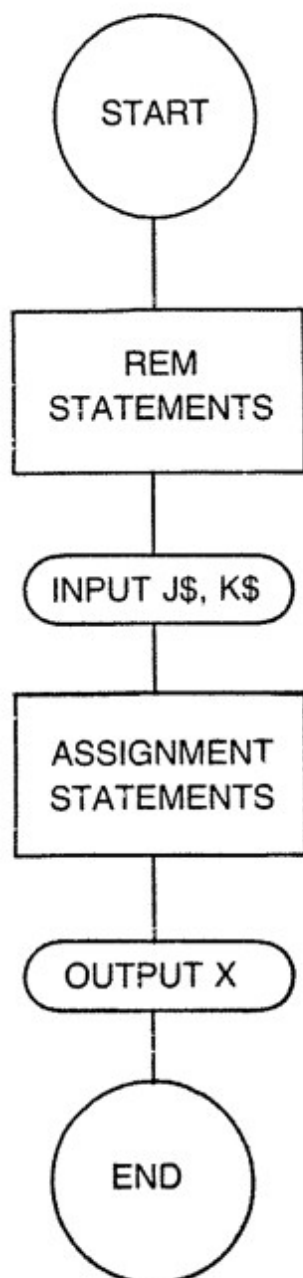 START
REM
STATEMENTS
INPUT J$, K$
ASSIGNMENT
STATEMENTS
OUTPUT X
END